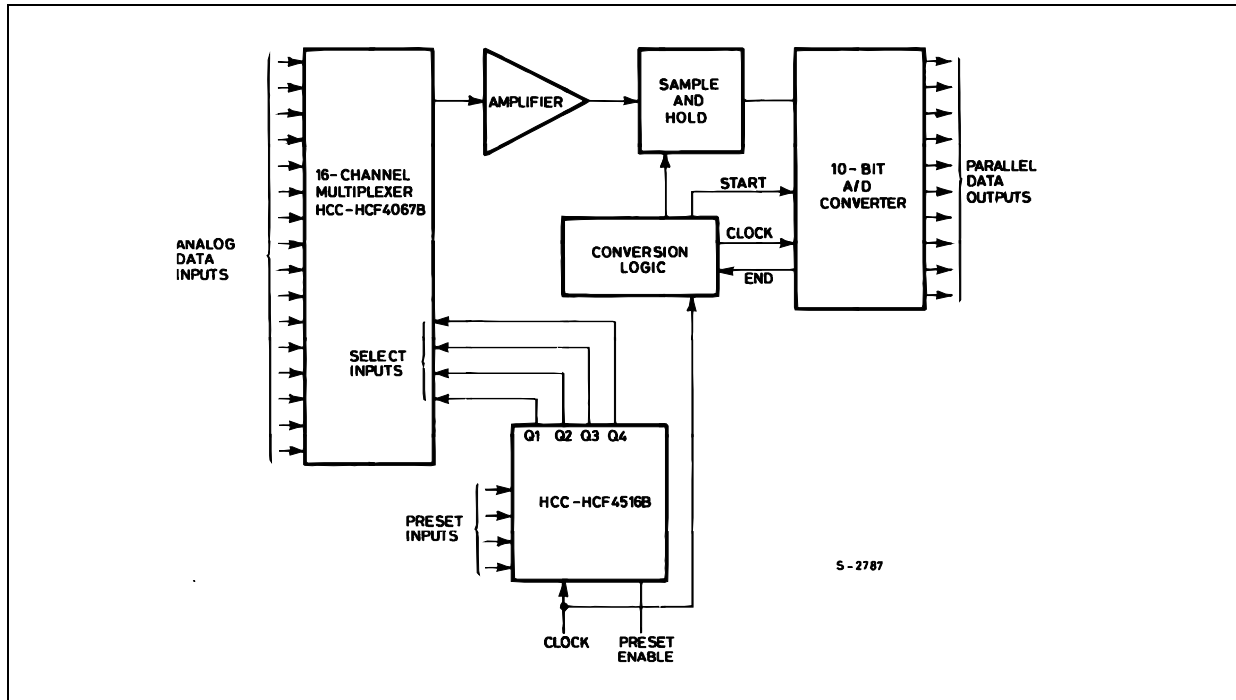 ANALOG
DATA
INPUTS
16-CHANNEL
MULTIPLEXER
HCC-HCF4067B
SELECT
INPUTS
AMPLIFIER
SAMPLE
AND
HOLD
START
CONVERSION
LOGIC
CLOCK
END
10-BIT
A/D
CONVERTER
PARALLEL
DATA
OUTPUTS
Q1 Q2 Q3 Q4
HCC-HCF4516B
PRESET
INPUTS
CLOCK
PRESET
ENABLE
S-2787